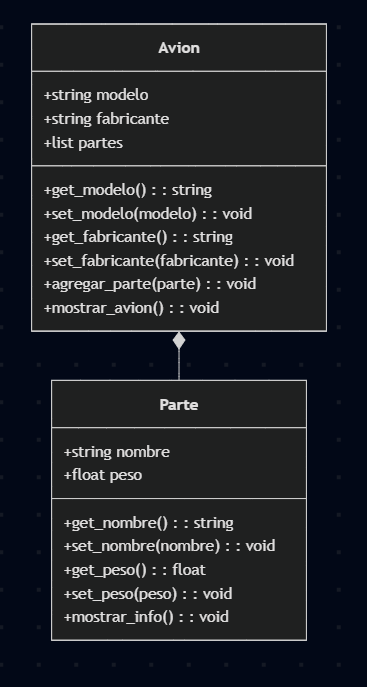 Avion
+string modelo
+string fabricante
+list partes
+get_modelo() : : string
+set_modelo(modelo) : : void
+get_fabricante() : : string
+set_fabricante(fabricante) : : void
+agregar_parte(parte) : : void
+mostrar_avion() : : void
Parte
+string nombre
+float peso
+get_nombre() : : string
+set_nombre(nombre) : : void
+get_peso() : : float
+set_peso(peso) : : void
+mostrar_info() : : void